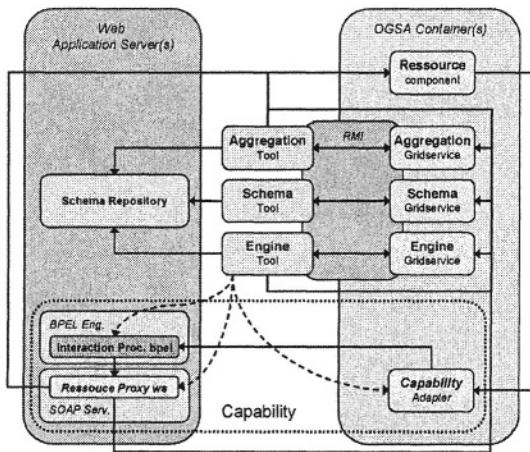 Web
Application Server(s)
OGSA Container(s)
Ressource
component
Aggregation
Tool
RMI
Aggregation
Gridservice
Schema Repository
Schema
Tool
Schema
Gridservice
Engine
Tool
Engine
Gridservice
BPEL Eng.
Interaction Proc. bpel
Ressouce Proxy ws
SOAP Serv.
Capability
Capability
Adapter